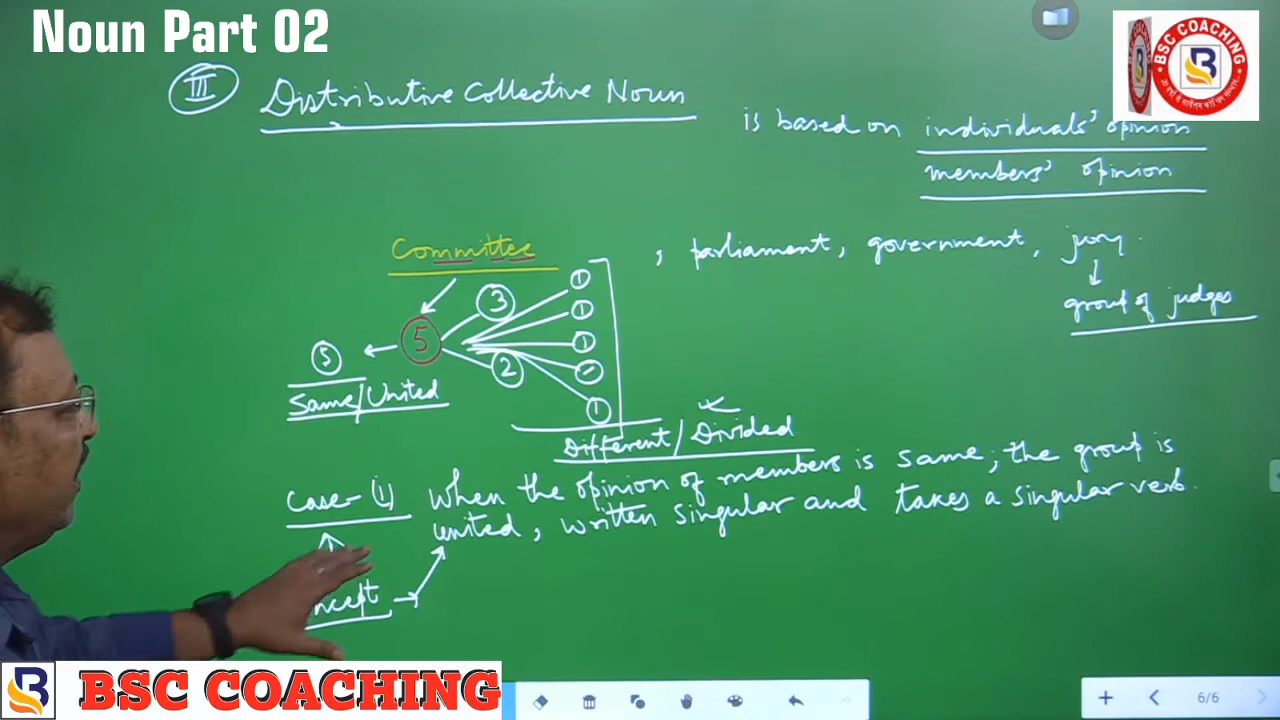 Noun Part 02
BSC COACHING
III Distributive Collective Noun
is based on individuals' opinion
members' opinion
Committee , parliament, government, jury.
group of judges
5 3 2 1 1 1 1 1
5
Same/United
Different/Divided
Case-(1) When the opinion of members is same; the group is
united, written singular and takes a singular verb.
BSC COACHING
6/6